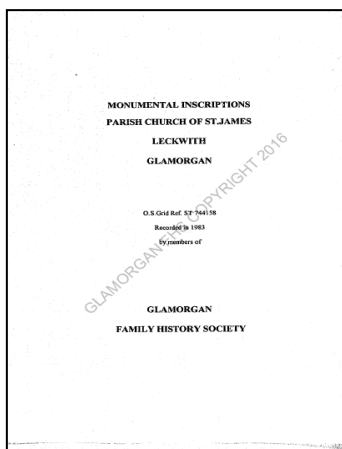 MONUMENTAL INSCRIPTIONS
PARISH CHURCH OF ST.JAMES
LECKWITH
GLAMORGAN
O.S.Grid Ref. ST 744158
Recorded in 1983
by members of
GLAMORGAN FHS COPYRIGHT 2016
GLAMORGAN
FAMILY HISTORY SOCIETY